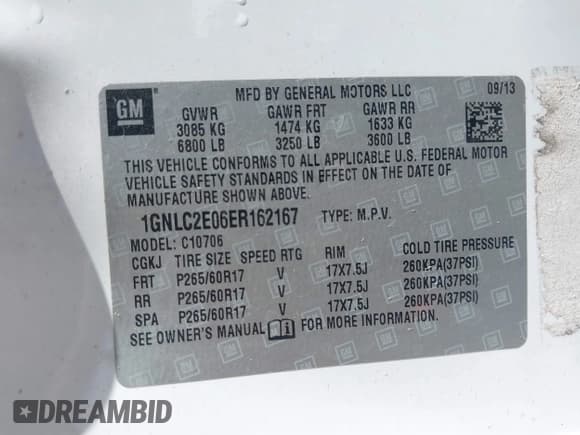 GM
MFD BY GENERAL MOTORS LLC 09/13
GVWR GAWR FRT GAWR RR
3085 KG 1474 KG 1633 KG
6800 LB 3250 LB 3600 LB
THIS VEHICLE CONFORMS TO ALL APPLICABLE U.S. FEDERAL MOTOR
VEHICLE SAFETY STANDARDS IN EFFECT ON THE DATE OF
MANUFACTURE SHOWN ABOVE.
1GNLC2E06ER162167 TYPE: M.P.V.
MODEL: C10706
CGKJ TIRE SIZE SPEED RTG RIM COLD TIRE PRESSURE
FRT P265/60R17 V 17X7.5J 260KPA(37PSI)
RR P265/60R17 V 17X7.5J 260KPA(37PSI)
SPA P265/60R17 V 17X7.5J 260KPA(37PSI)
SEE OWNER'S MANUAL
DREAMBID